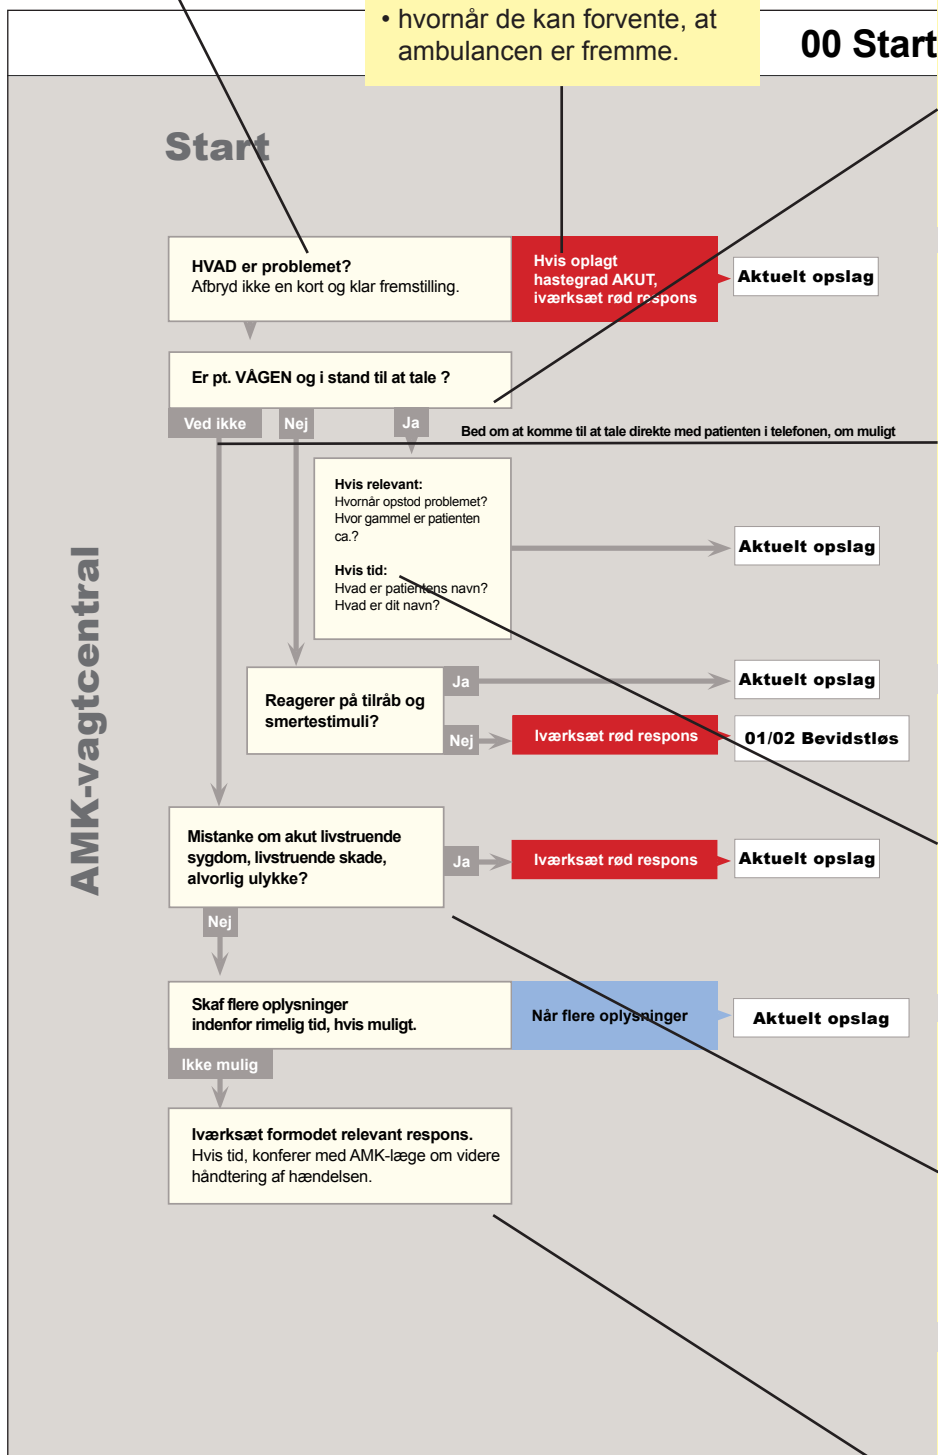 • hvornår de kan forvente, at
ambulancen er fremme.
00 Start
Start
HVAD er problemet?
Afbryd ikke en kort og klar fremstilling.
Hvis oplagt
hastegrad AKUT,
iværksæt rød respons
Aktuelt opslag
Er pt. VÅGEN og i stand til at tale ?
Ved ikke
Nej
Ja
Bed om at komme til at tale direkte med patienten i telefonen, om muligt
Hvis relevant:
Hvornår opstod problemet?
Hvor gammel er patienten
ca.?
Hvis tid:
Hvad er patientens navn?
Hvad er dit navn?
Aktuelt opslag
AMK-vagtcentral
Reagerer på tilråb og
smertestimuli?
Ja
Aktuelt opslag
Nej
Iværksæt rød respons
01/02 Bevidstløs
Mistanke om akut livstruende
sygdom, livstruende skade,
alvorlig ulykke?
Ja
Iværksæt rød respons
Aktuelt opslag
Nej
Skaf flere oplysninger
indenfor rimelig tid, hvis muligt.
Når flere oplysninger
Aktuelt opslag
Ikke mulig
Iværksæt formodet relevant respons.
Hvis tid, konferer med AMK-læge om videre
håndtering af hændelsen.